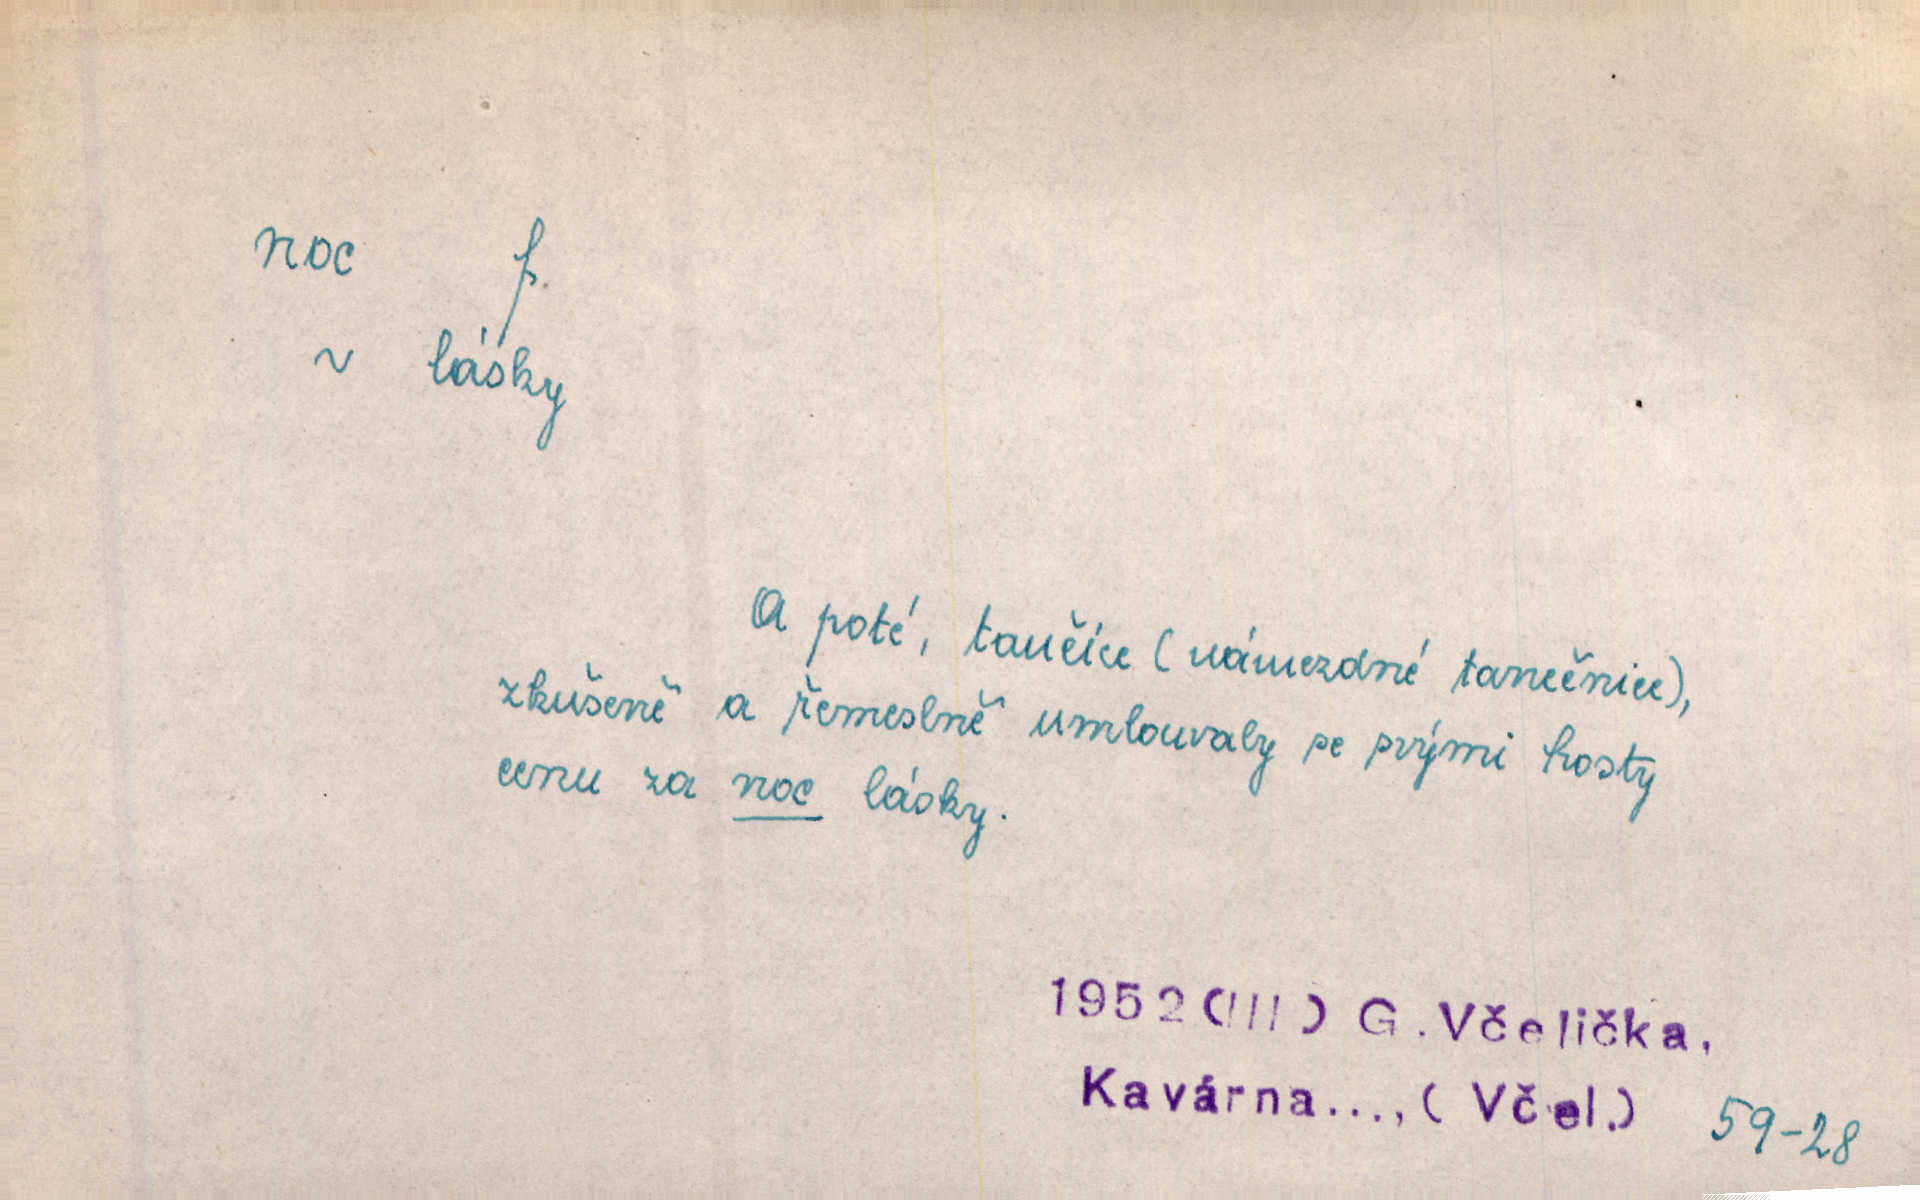 noc f.
~ lásky
A poté, tančíce (námezdné tanečnice),
zkušeně a řemeslně umlouvaly se svými hosty
cenu za noc lásky.
1952 (III) G. Včelička,
Kavárna..., ( Včel.) 59-28